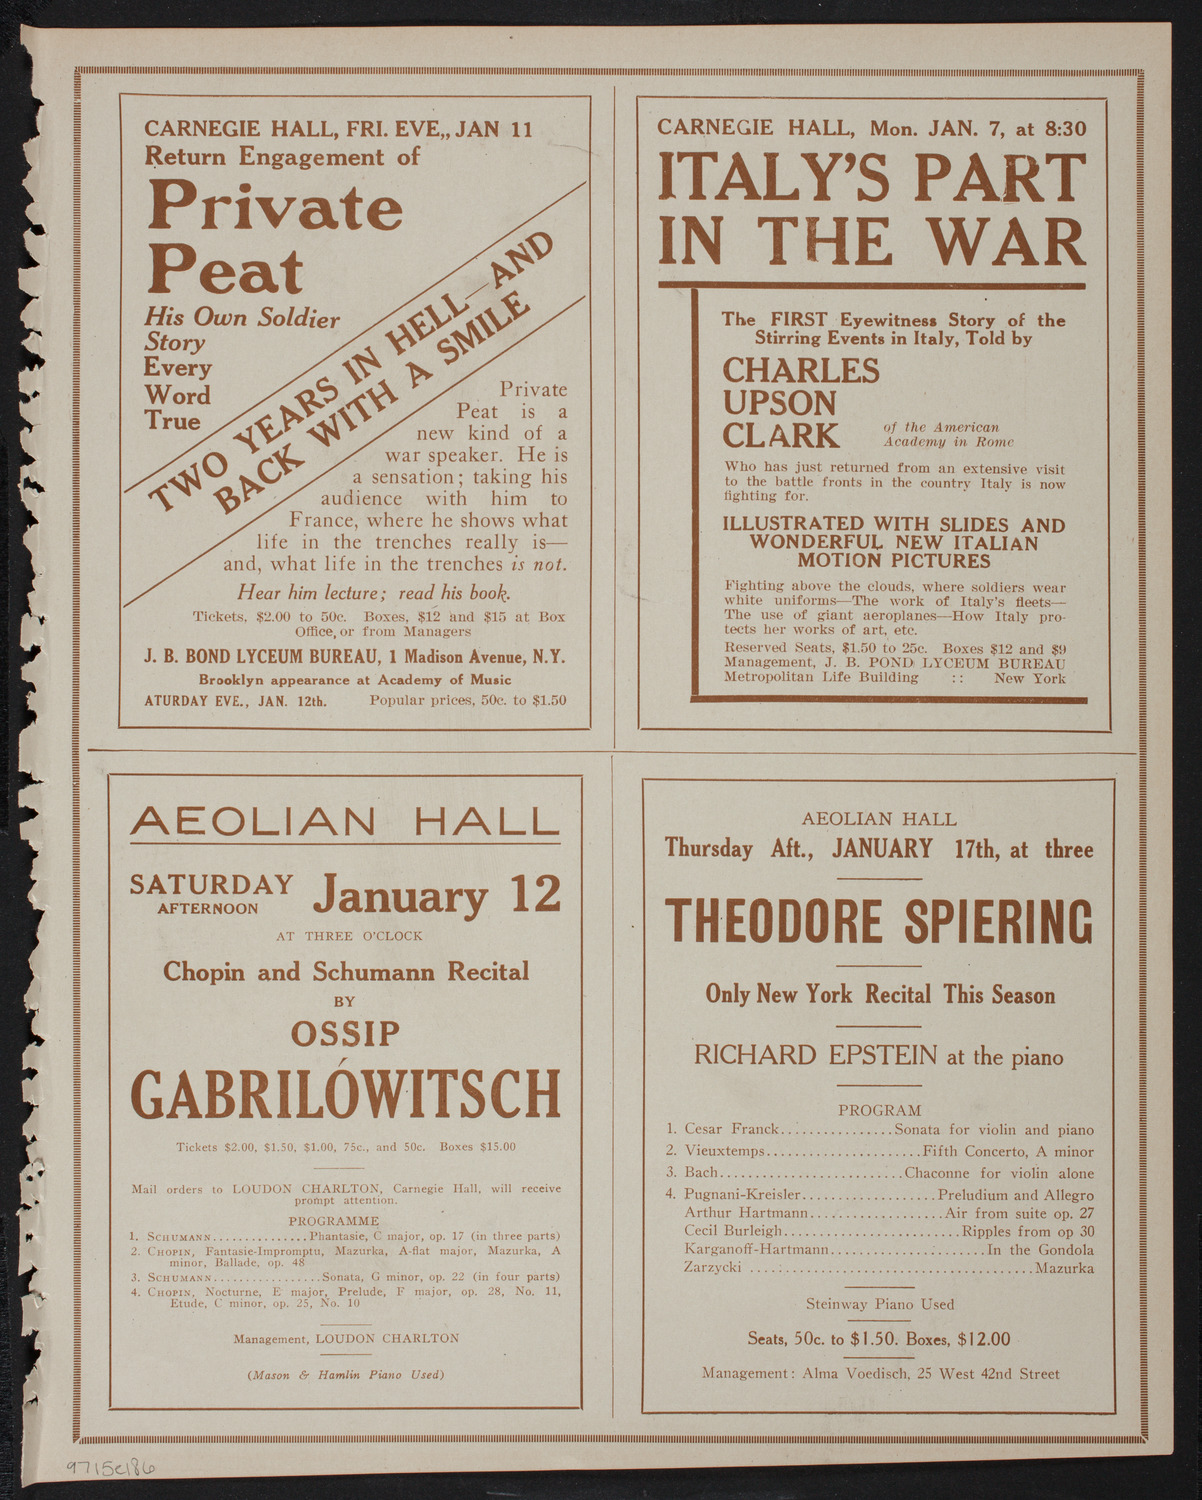 CARNEGIE HALL, FRI. EVE,, JAN 11
Return Engagement of
Private
Peat
His Own Soldier
Story
Every
Word
True
TWO YEARS IN HELL—AND
BACK WITH A SMILE
Private
Peat is a
new kind of a
war speaker. He is
a sensation; taking his
audience with him to
France, where he shows what
life in the trenches really is—
and, what life in the trenches is not.
Hear him lecture; read his book.
Tickets, $2.00 to 50c. Boxes, $12 and $15 at Box
Office, or from Managers
J. B. BOND LYCEUM BUREAU, 1 Madison Avenue, N.Y.
Brooklyn appearance at Academy of Music
ATURDAY EVE., JAN. 12th. Popular prices, 50c. to $1.50
CARNEGIE HALL, Mon. JAN. 7, at 8:30
ITALY'S PART
IN THE WAR
The FIRST Eyewitness Story of the
Stirring Events in Italy, Told by
CHARLES
UPSON
CLARK
of the American
Academy in Rome
Who has just returned from an extensive visit
to the battle fronts in the country Italy is now
fighting for.
ILLUSTRATED WITH SLIDES AND
WONDERFUL NEW ITALIAN
MOTION PICTURES
Fighting above the clouds, where soldiers wear
white uniforms—The work of Italy's fleets—
The use of giant aeroplanes—How Italy pro-
tects her works of art, etc.
Reserved Seats, $1.50 to 25c. Boxes $12 and $9
Management, J. B. POND LYCEUM BUREAU
Metropolitan Life Building :: New York
AEOLIAN HALL
SATURDAY
AFTERNOON
January 12
AT THREE O'CLOCK
Chopin and Schumann Recital
BY
OSSIP
GABRILÓWITSCH
Tickets $2.00, $1.50, $1.00, 75c., and 50c. Boxes $15.00
Mail orders to LOUDON CHARLTON, Carnegie Hall, will receive
prompt attention.
PROGRAMME
1. SCHUMANN...............Phantasie, C major, op. 17 (in three parts)
2. CHOPIN, Fantasie-Impromptu, Mazurka, A-flat major, Mazurka, A
minor, Ballade, op. 48
3. SCHUMANN.................Sonata, G minor, op. 22 (in four parts)
4. CHOPIN, Nocturne, E major, Prelude, F major, op. 28, No. 11,
Etude, C minor, op. 25, No. 10
Management, LOUDON CHARLTON
(Mason & Hamlin Piano Used)
AEOLIAN HALL
Thursday Aft., JANUARY 17th, at three
THEODORE SPIERING
Only New York Recital This Season
RICHARD EPSTEIN at the piano
PROGRAM
1. Cesar Franck................Sonata for violin and piano
2. Vieuxtemps......................Fifth Concerto, A minor
3. Bach..........................Chaconne for violin alone
4. Pugnani-Kreisler...................Preludium and Allegro
Arthur Hartmann...................Air from suite op. 27
Cecil Burleigh.........................Ripples from op 30
Karganoff-Hartmann......................In the Gondola
Zarzycki ........................................Mazurka
Steinway Piano Used
Seats, 50c. to $1.50. Boxes, $12.00
Management: Alma Voedisch, 25 West 42nd Street
9715c186